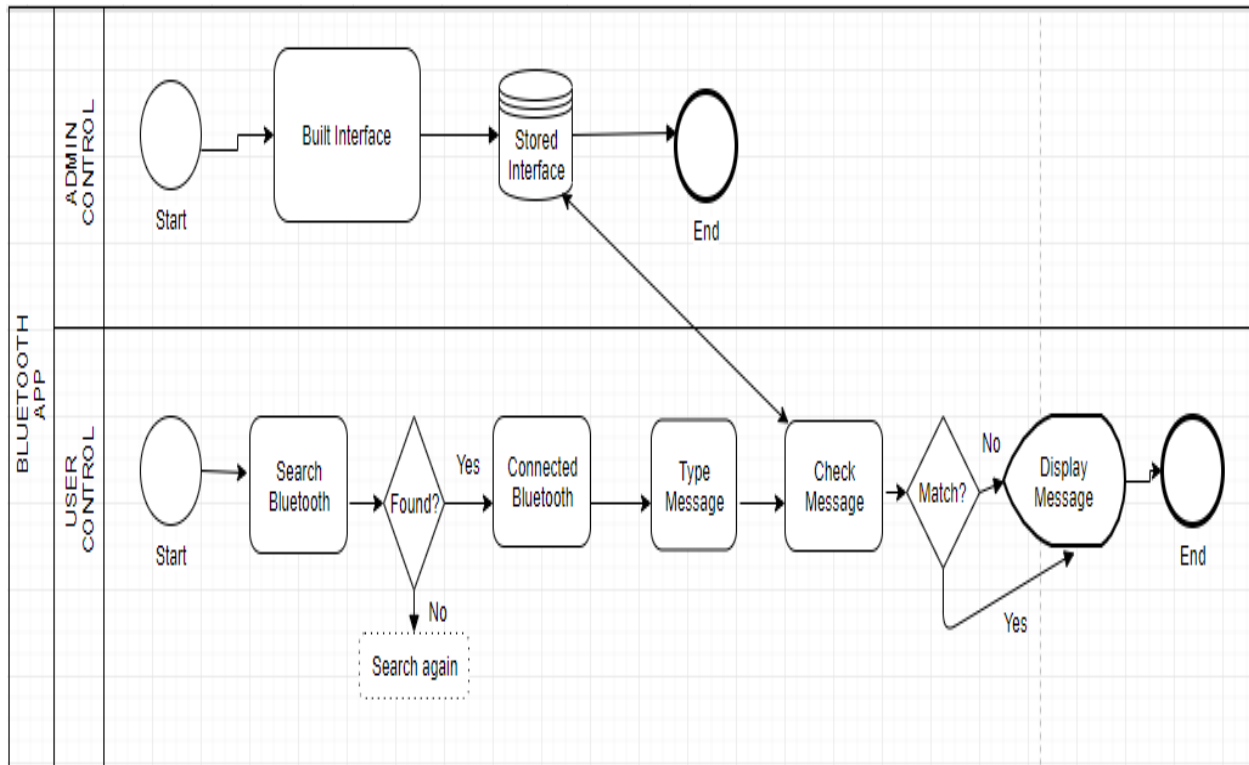 BLUETOOTH
APP
ADMIN
CONTROL
Start
Built Interface
Stored
Interface
End
USER
CONTROL
Start
Search
Bluetooth
Found?
Yes
No
Search again
Connected
Bluetooth
Type
Message
Check
Message
Match?
No
Yes
Display
Message
End